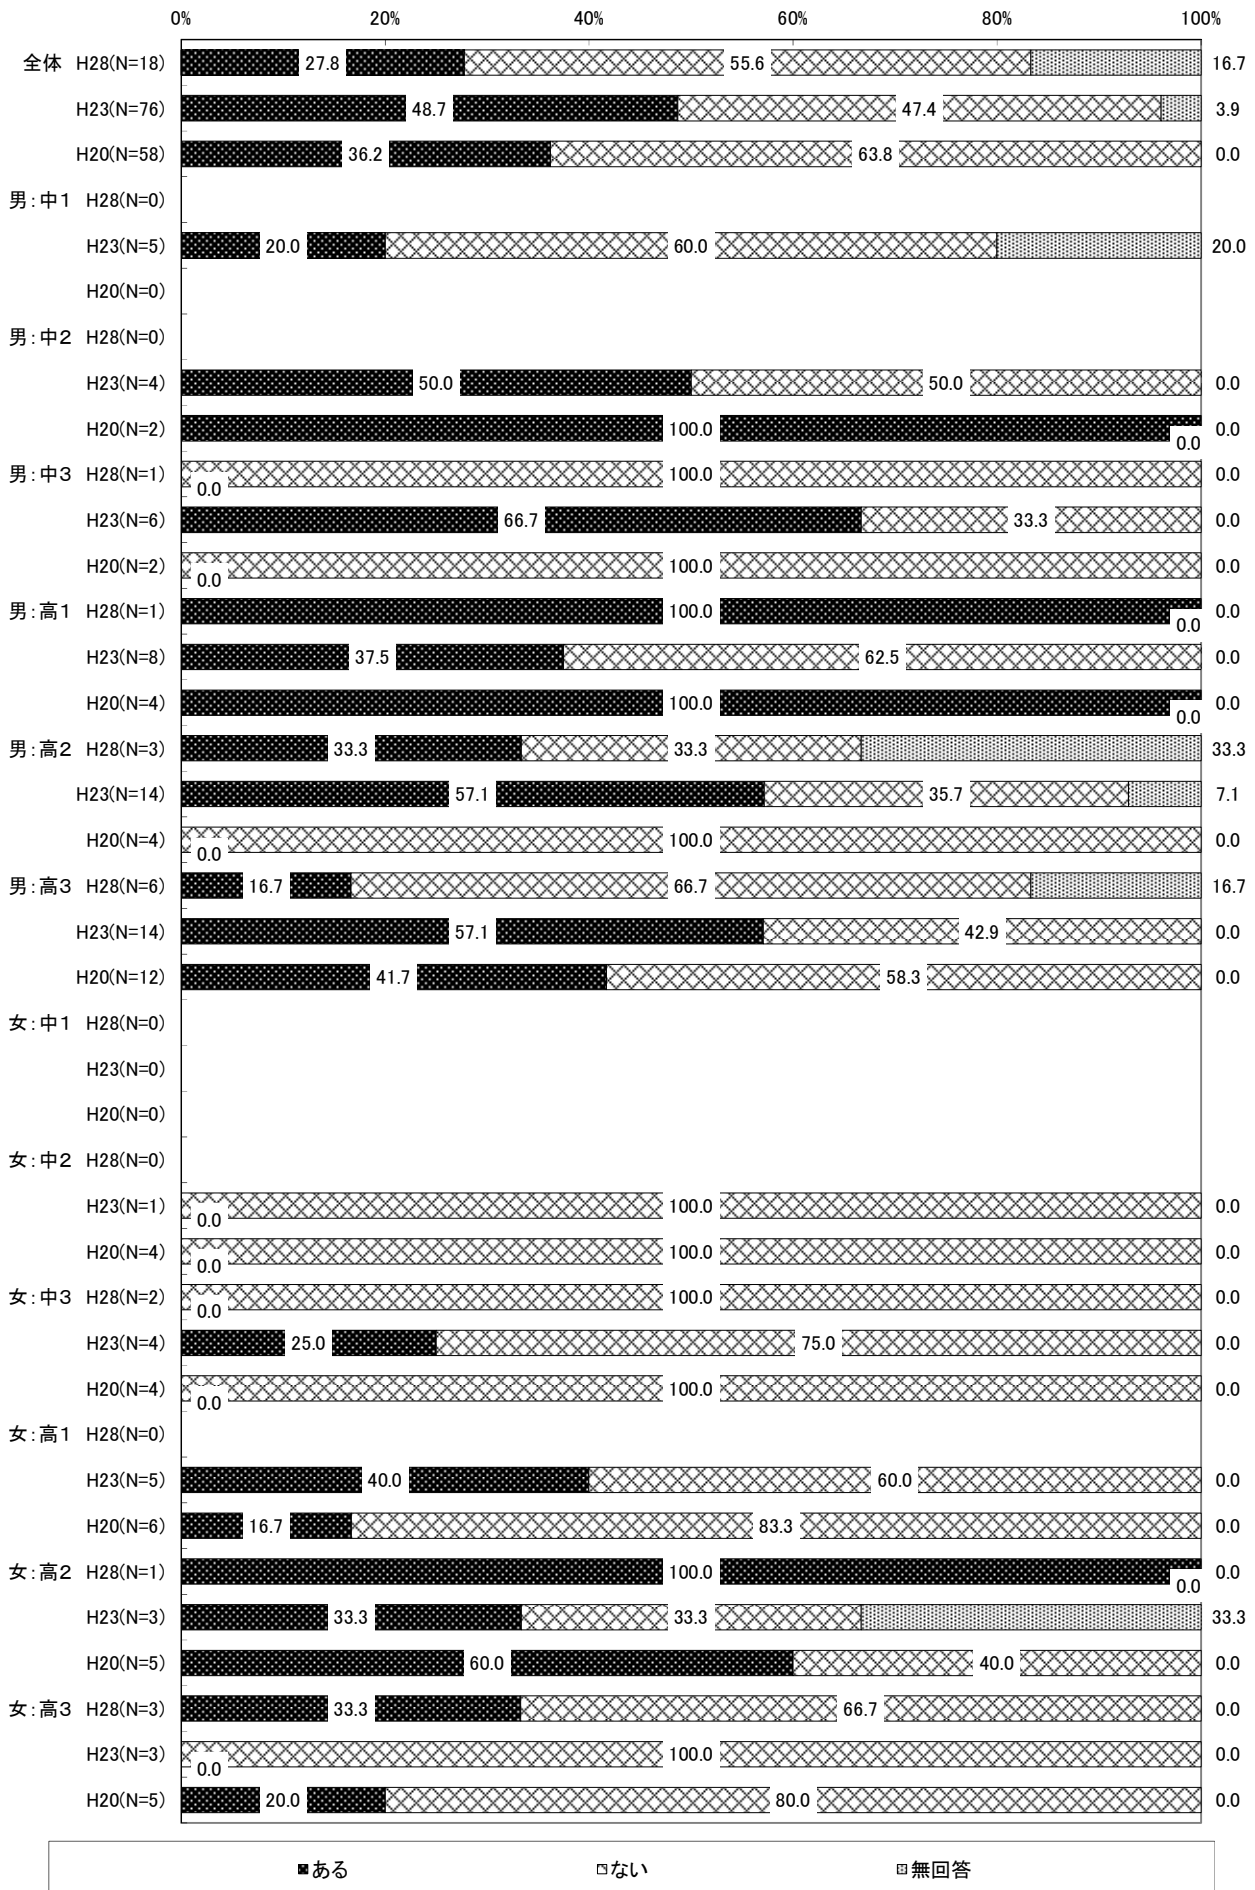 0% 20% 40% 60% 80% 100%
全体 H28(N=18) 27.8 55.6 16.7
H23(N=76) 48.7 47.4 3.9
H20(N=58) 36.2 63.8 0.0
男:中1 H28(N=0)
H23(N=5) 20.0 60.0 20.0
H20(N=0)
男:中2 H28(N=0)
H23(N=4) 50.0 50.0 0.0
H20(N=2) 100.0 0.0 0.0
男:中3 H28(N=1) 0.0 100.0 0.0
H23(N=6) 66.7 33.3 0.0
H20(N=2) 0.0 100.0 0.0
男:高1 H28(N=1) 100.0 0.0 0.0
H23(N=8) 37.5 62.5 0.0
H20(N=4) 100.0 0.0 0.0
男:高2 H28(N=3) 33.3 33.3 33.3
H23(N=14) 57.1 35.7 7.1
H20(N=4) 0.0 100.0 0.0
男:高3 H28(N=6) 16.7 66.7 16.7
H23(N=14) 57.1 42.9 0.0
H20(N=12) 41.7 58.3 0.0
女:中1 H28(N=0)
H23(N=0)
H20(N=0)
女:中2 H28(N=0)
H23(N=1) 0.0 100.0 0.0
H20(N=4) 0.0 100.0 0.0
女:中3 H28(N=2) 0.0 100.0 0.0
H23(N=4) 25.0 75.0 0.0
H20(N=4) 0.0 100.0 0.0
女:高1 H28(N=0)
H23(N=5) 40.0 60.0 0.0
H20(N=6) 16.7 83.3 0.0
女:高2 H28(N=1) 100.0 0.0 0.0
H23(N=3) 33.3 33.3 33.3
H20(N=5) 60.0 40.0 0.0
女:高3 H28(N=3) 33.3 66.7 0.0
H23(N=3) 0.0 100.0 0.0
H20(N=5) 20.0 80.0 0.0
ある ない 無回答